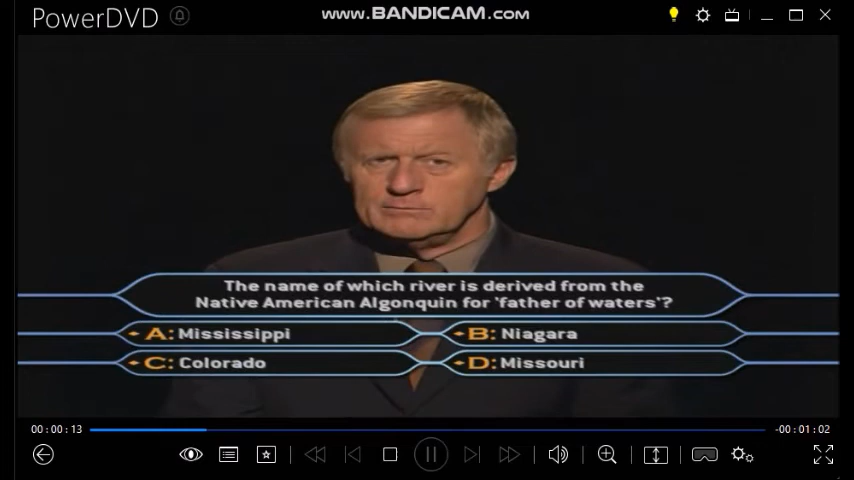 PowerDVD
www.BANDICAM.com
The name of which river is derived from the
Native American Algonquin for 'father of waters'?
A: Mississippi
B: Niagara
C: Colorado
D: Missouri
00:00:13
-00:01:02